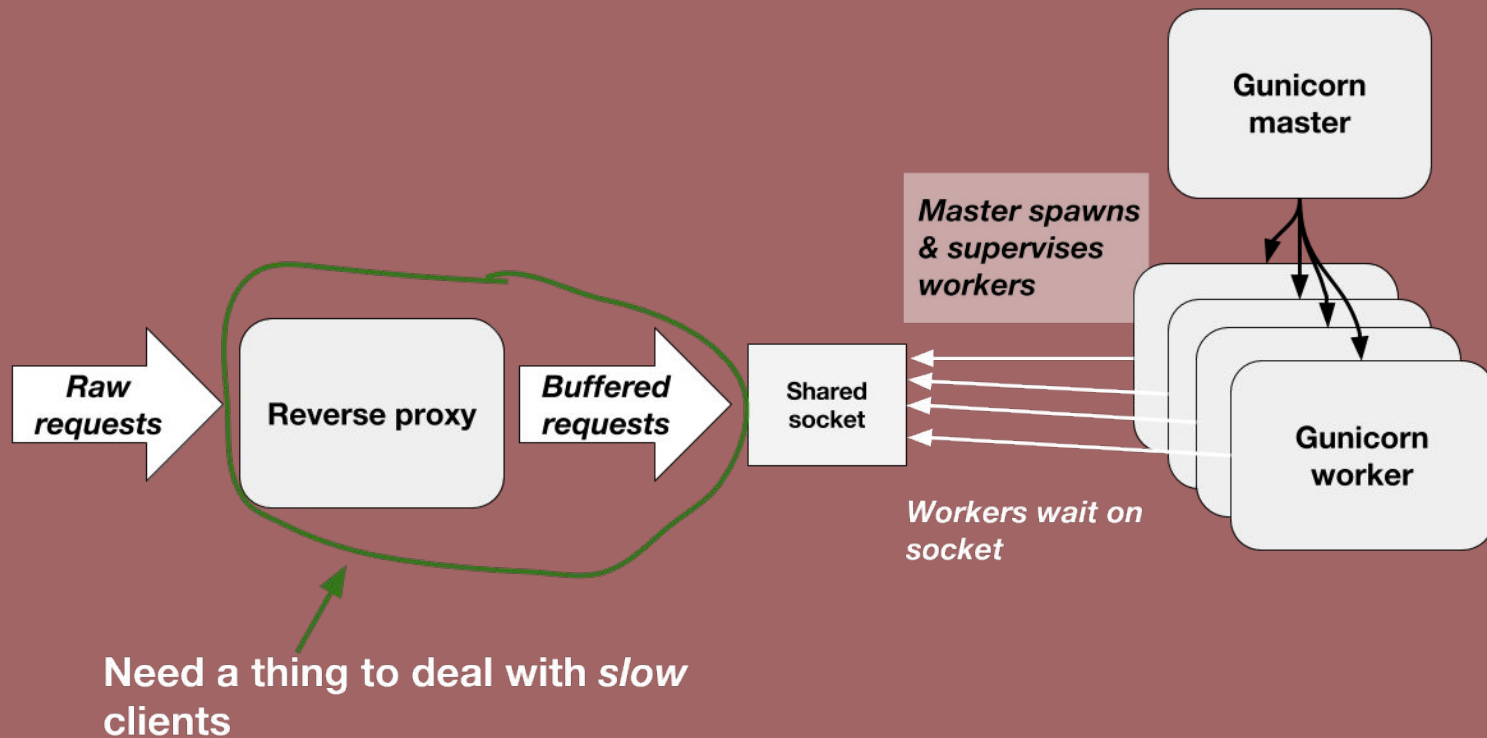 Gunicorn
master
Master spawns
& supervises
workers
Raw
requests
Reverse proxy
Buffered
requests
Shared
socket
Gunicorn
worker
Workers wait on
socket
Need a thing to deal with slow
clients